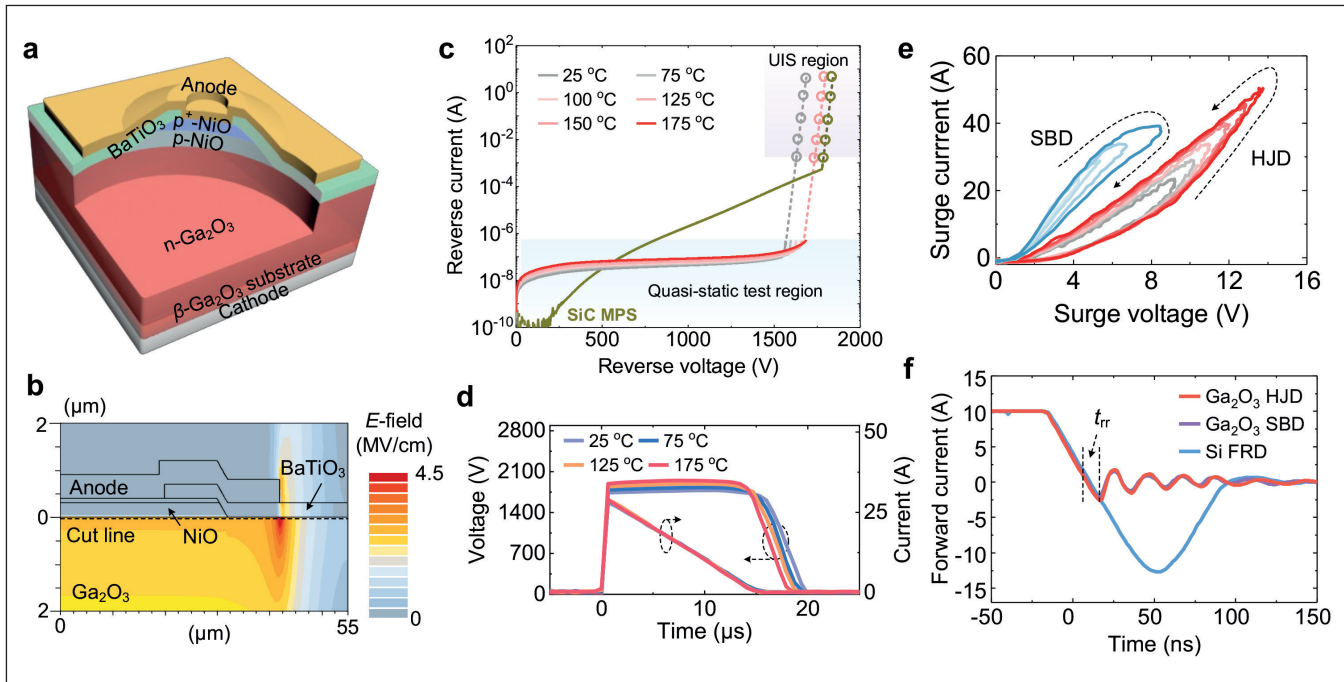 a
Anode
p⁺-NiO
p-NiO
BaTiO₃
n-Ga₂O₃
β-Ga₂O₃ substrate
Cathode
b
(µm)
2
0
2
0
55
(µm)
Anode
NiO
Cut line
Ga₂O₃
BaTiO₃
E-field
(MV/cm)
4.5
0
c
Reverse current (A)
10²
10⁰
10⁻²
10⁻⁴
10⁻⁶
10⁻⁸
10⁻¹⁰
25 °C
75 °C
100 °C
125 °C
150 °C
175 °C
UIS region
Quasi-static test region
SiC MPS
0
500
1000
1500
2000
Reverse voltage (V)
d
Voltage (V)
2800
2100
1400
700
0
25 °C
75 °C
125 °C
175 °C
50
25
0
Current (A)
0
10
20
Time (µs)
e
Surge currrent (A)
60
40
20
0
SBD
HJD
0
4
8
12
16
Surge voltage (V)
f
Forward current (A)
15
10
5
0
-5
-10
-15
trr
Ga₂O₃ HJD
Ga₂O₃ SBD
Si FRD
-50
0
50
100
150
Time (ns)